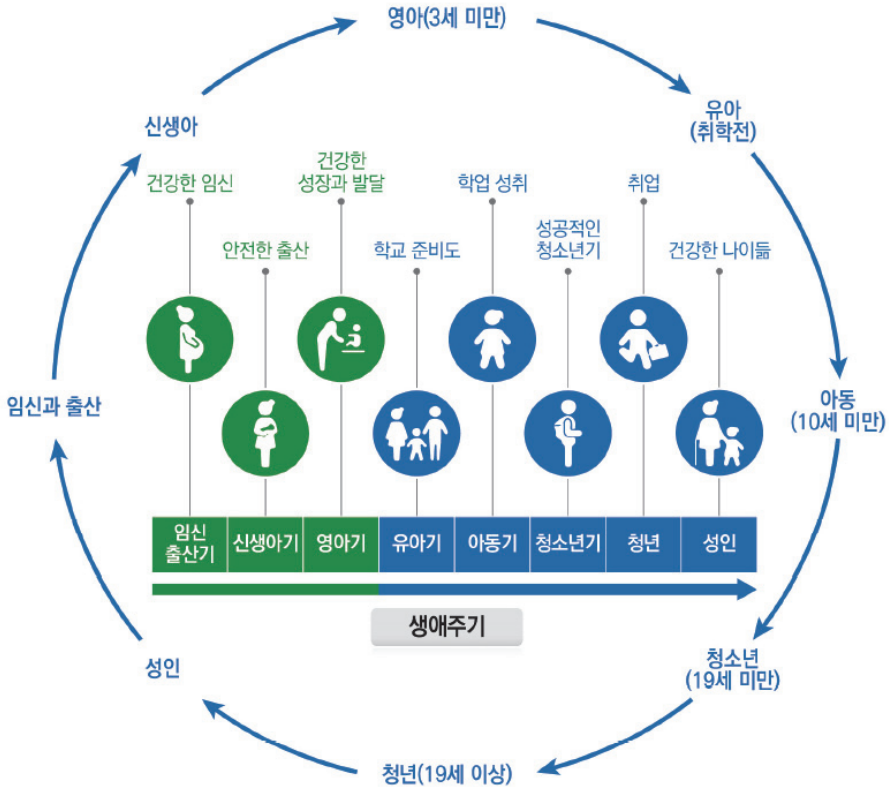 영아(3세 미만)
유아
(취학전)
아동
(10세 미만)
청소년
(19세 미만)
청년(19세 이상)
성인
임신과 출산
신생아
건강한 임신
안전한 출산
건강한
성장과 발달
학교 준비도
학업 성취
성공적인
청소년기
취업
건강한 나이듦
임신
출산기
신생아기
영아기
유아기
아동기
청소년기
청년
성인
생애주기